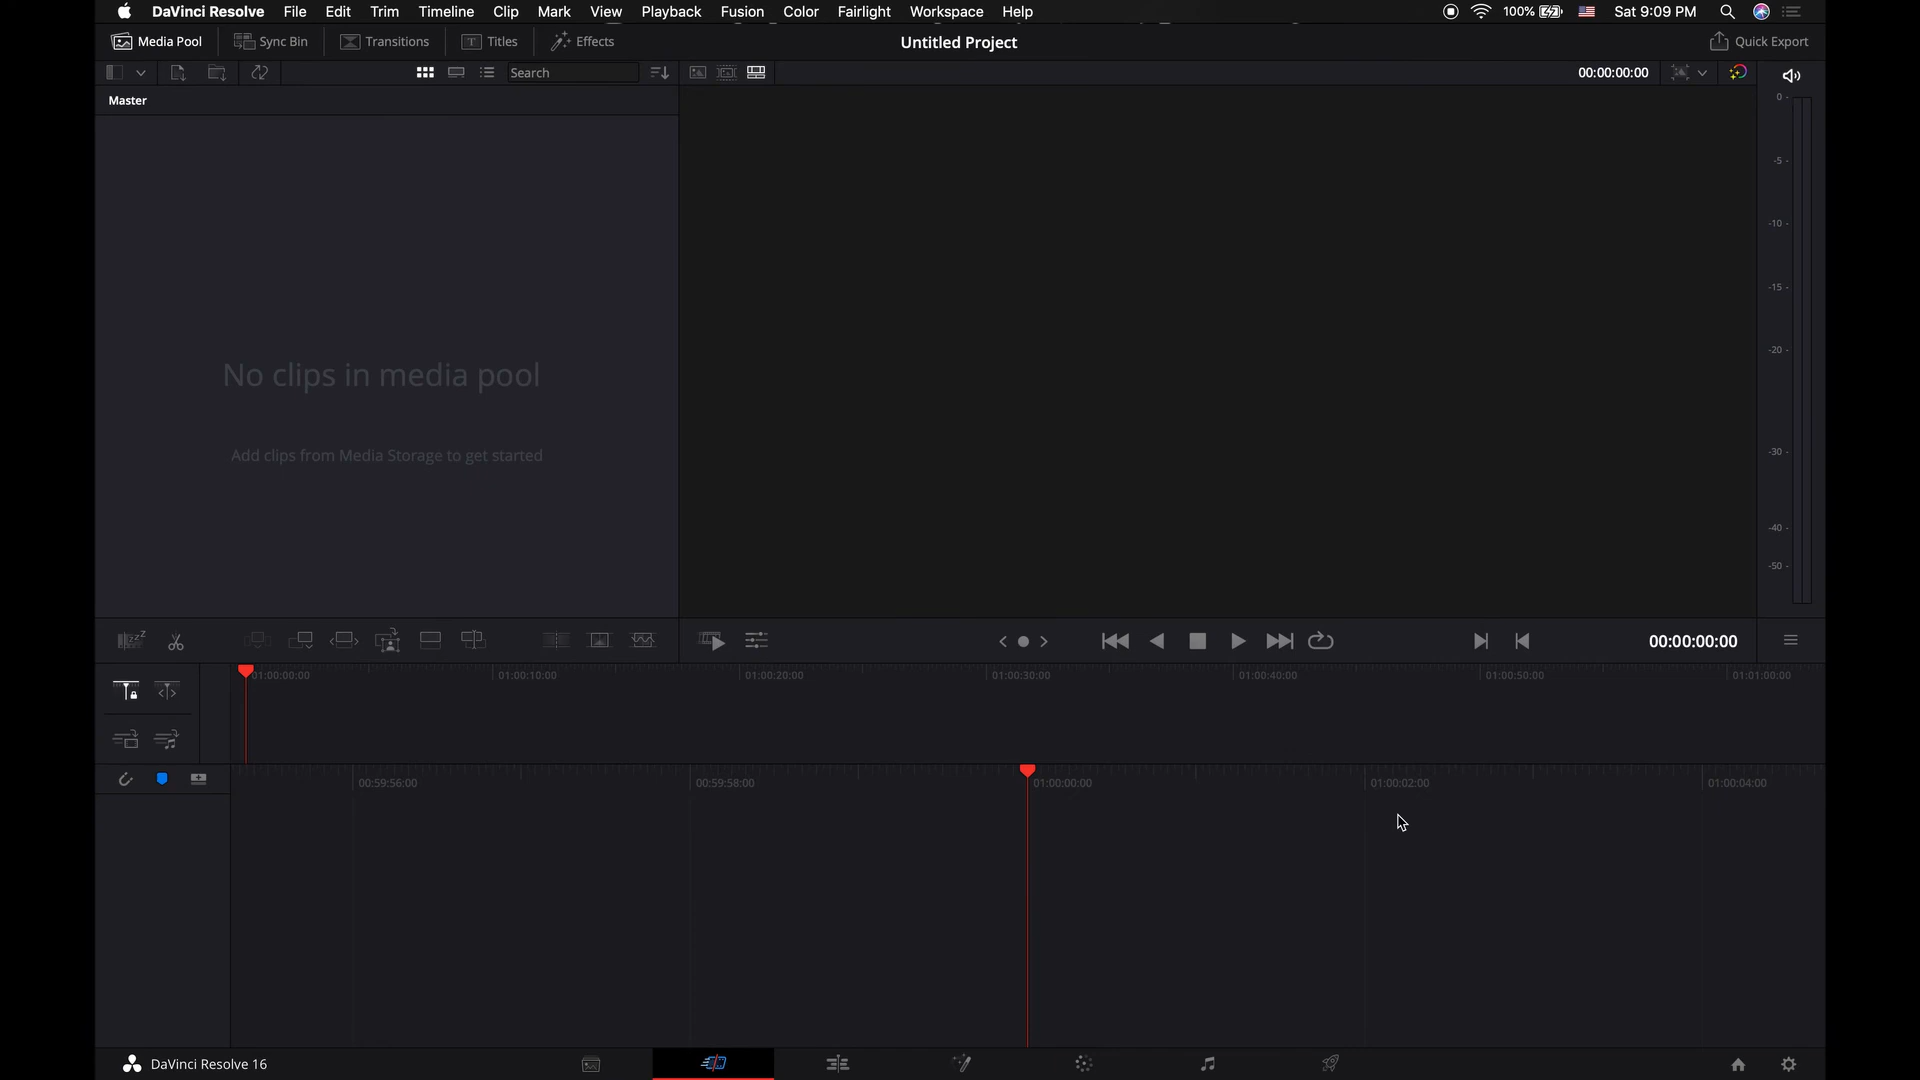 DaVinci Resolve File Edit Trim Timeline Clip Mark View Playback Fusion Color Fairlight Workspace Help 100% Sat 9:09 PM
Media Pool Sync Bin Transitions Titles Effects Untitled Project Quick Export
Search 00:00:00:00
Master
0 -
-5 -
-10 -
-15 -
-20 -
-30 -
-40 -
-50 -
No clips in media pool
Add clips from Media Storage to get started
00:00:00:00
01:00:00:00 01:00:10:00 01:00:20:00 01:00:30:00 01:00:40:00 01:00:50:00 01:01:00:00
00:59:56:00 00:59:58:00 01:00:00:00 01:00:02:00 01:00:04:00
DaVinci Resolve 16